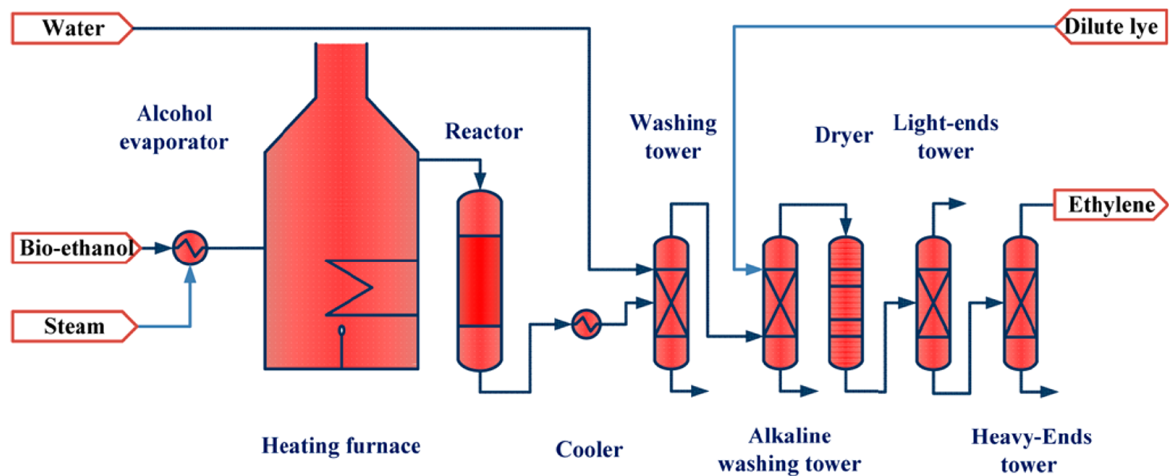 Water
Dilute lye
Alcohol
evaporator
Reactor
Washing
tower
Dryer
Light-ends
tower
Bio-ethanol
Ethylene
Steam
Heating furnace
Cooler
Alkaline
washing tower
Heavy-Ends
tower